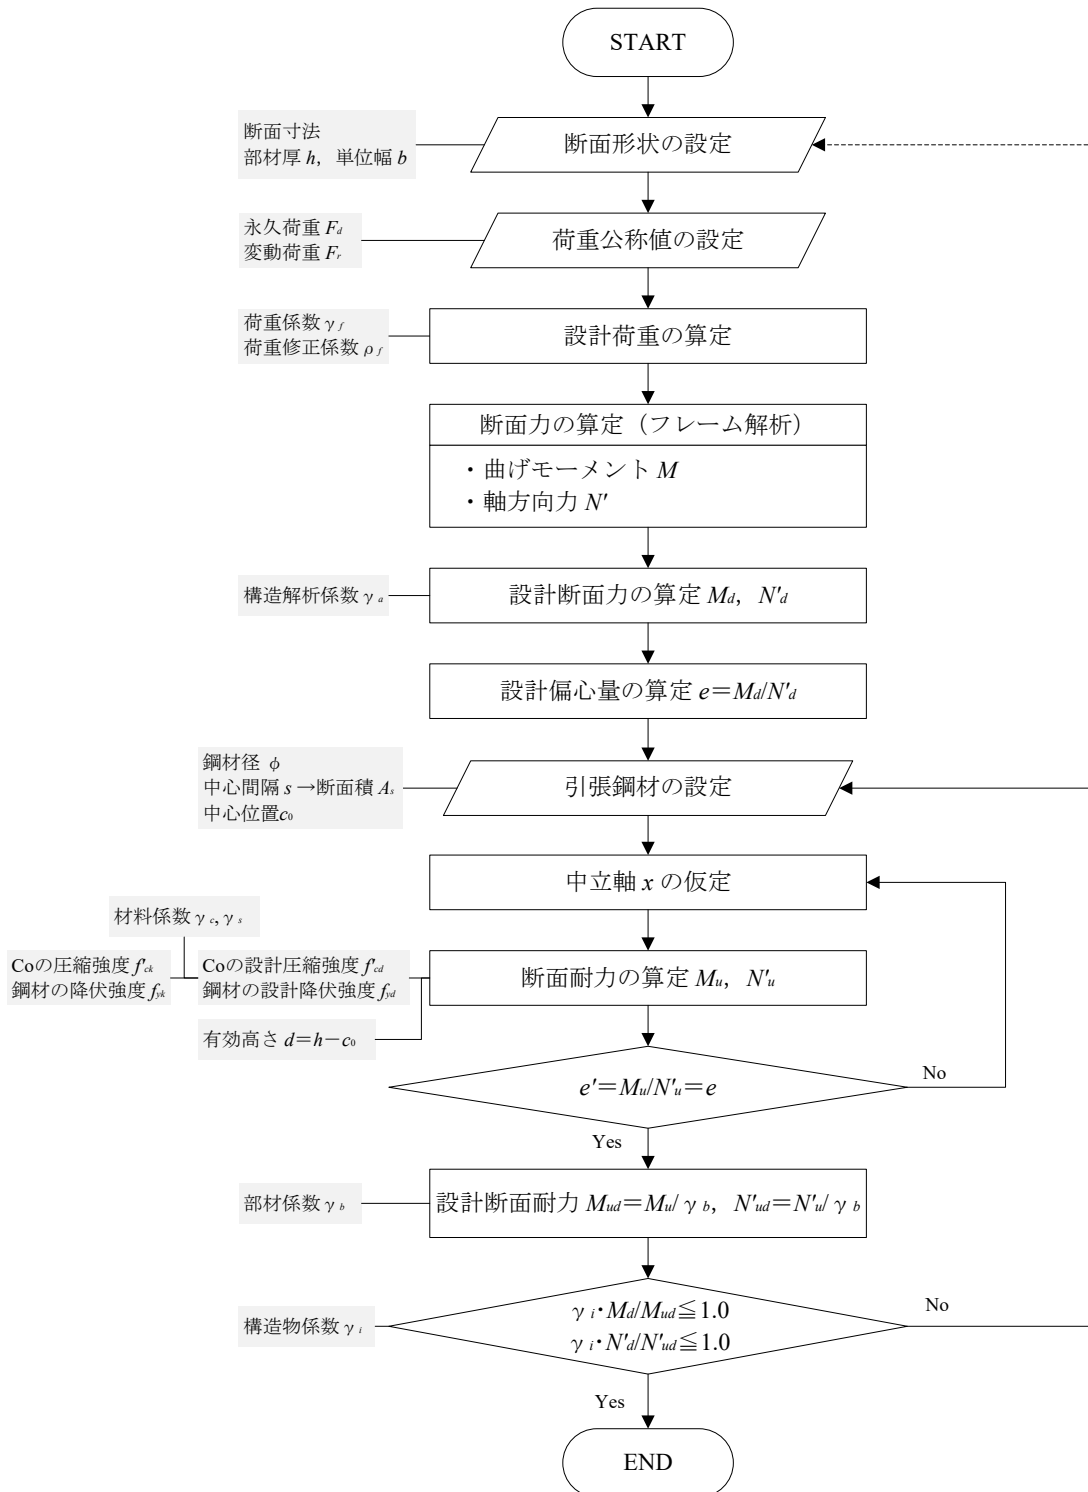 START
断面寸法
部材厚 h, 単位幅 b
断面形状の設定
永久荷重 Fd
変動荷重 Fr
荷重公称値の設定
荷重係数 γf
荷重修正係数 ρf
設計荷重の算定
断面力の算定（フレーム解析）
・曲げモーメント M
・軸方向力 N'
構造解析係数 γa
設計断面力の算定 Md, N'd
設計偏心量の算定 e＝Md/N'd
鋼材径 φ
中心間隔 s →断面積 As
中心位置c0
引張鋼材の設定
中立軸 x の仮定
材料係数 γc, γs
Coの圧縮強度 f'ck
鋼材の降伏強度 fyk
Coの設計圧縮強度 f'cd
鋼材の設計降伏強度 fyd
断面耐力の算定 Mu, N'u
有効高さ d＝h－c0
e'＝Mu/N'u＝e
No
Yes
部材係数 γb
設計断面耐力 Mud＝Mu/γb, N'ud＝N'u/γb
構造物係数 γi
γi・Md/Mud≦1.0
γi・N'd/N'ud≦1.0
No
Yes
END